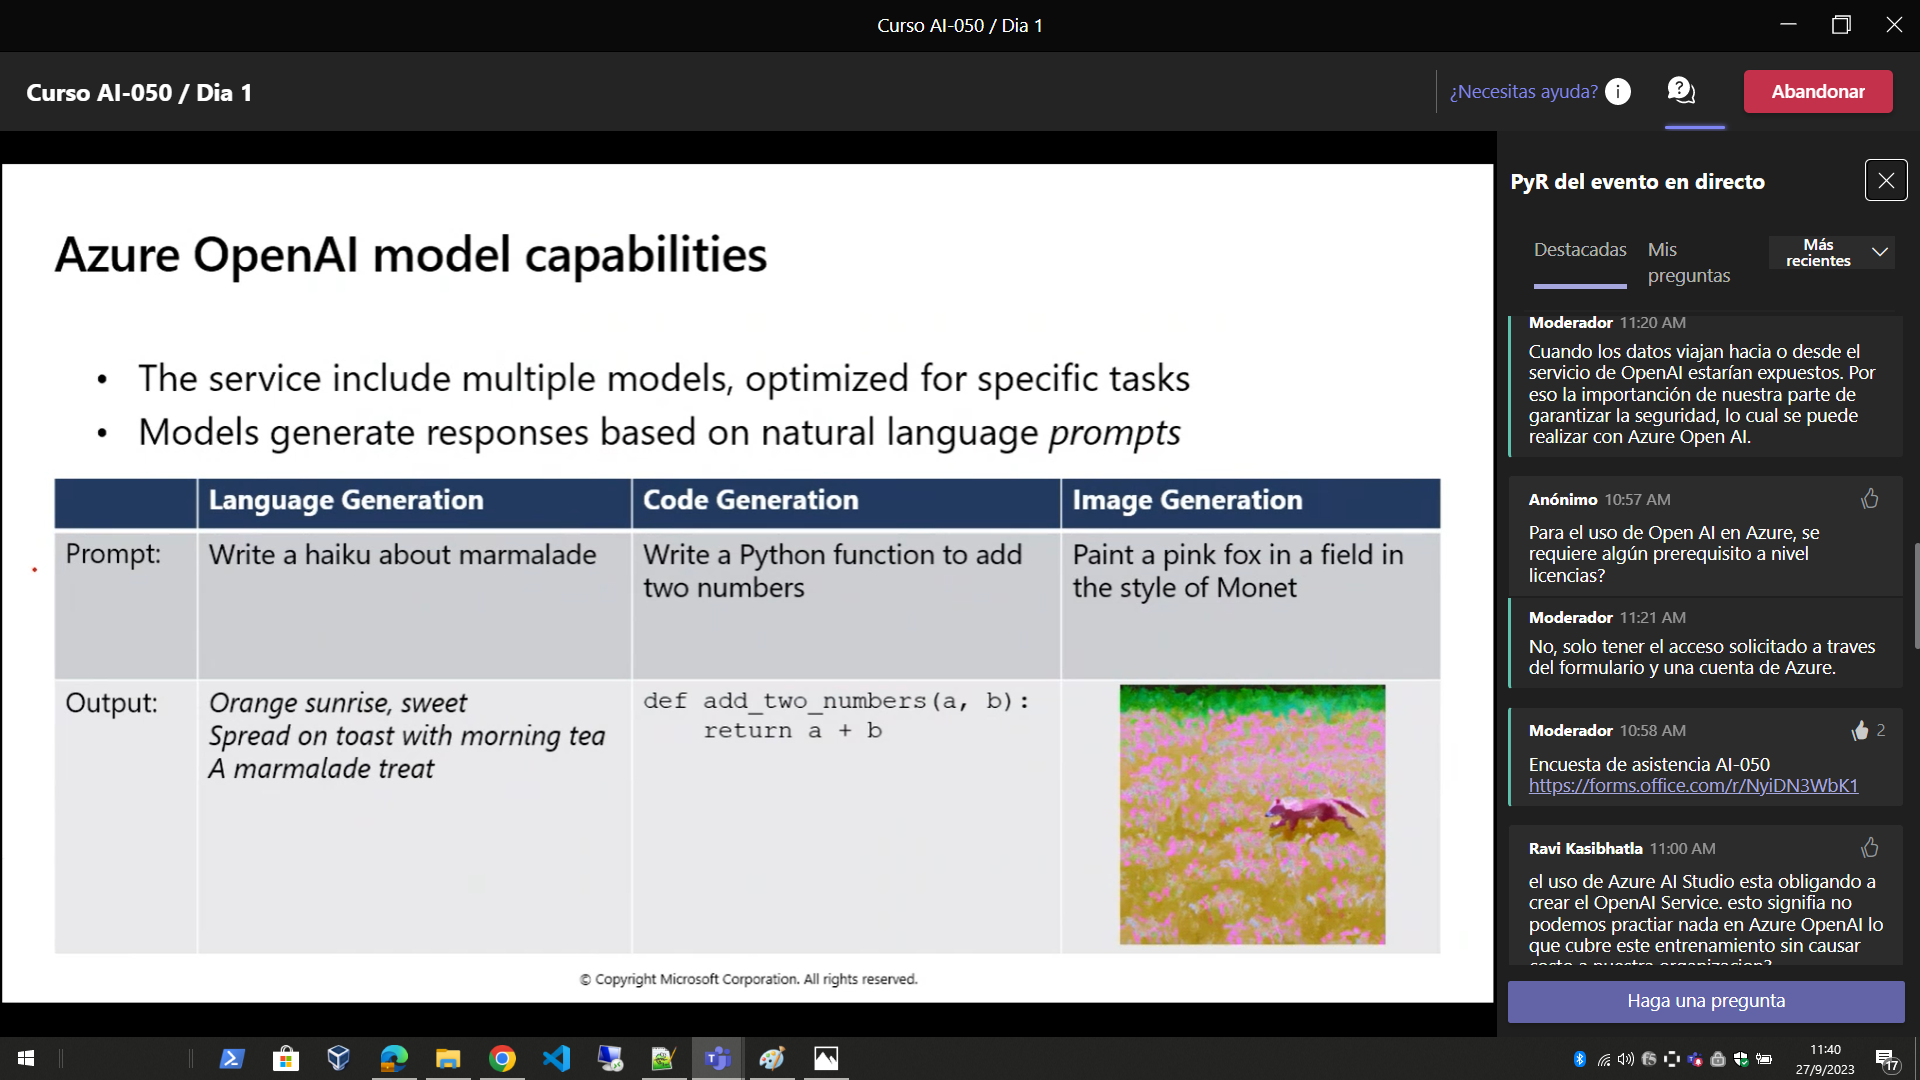 Curso AI-050 / Dia 1
Curso AI-050 / Dia 1
¿Necesitas ayuda?
Abandonar
Azure OpenAI model capabilities
• The service include multiple models, optimized for specific tasks
• Models generate responses based on natural language prompts
Language Generation
Code Generation
Image Generation
Prompt:
Write a haiku about marmalade
Write a Python function to add
two numbers
Paint a pink fox in a field in
the style of Monet
Output:
Orange sunrise, sweet
Spread on toast with morning tea
A marmalade treat
def add_two_numbers(a, b):
return a + b
© Copyright Microsoft Corporation. All rights reserved.
PyR del evento en directo
Destacadas
Mis
preguntas
Más
recientes
Moderador 11:20 AM
Cuando los datos viajan hacia o desde el
servicio de OpenAI estarían expuestos. Por
eso la importanción de nuestra parte de
garantizar la seguridad, lo cual se puede
realizar con Azure Open AI.
Anónimo 10:57 AM
Para el uso de Open AI en Azure, se
requiere algún prerequisito a nivel
licencias?
Moderador 11:21 AM
No, solo tener el acceso solicitado a traves
del formulario y una cuenta de Azure.
Moderador 10:58 AM
2
Encuesta de asistencia AI-050
https://forms.office.com/r/NyiDN3WbK1
Ravi Kasibhatla 11:00 AM
el uso de Azure AI Studio esta obligando a
crear el OpenAI Service. esto signifia no
podemos practiar nada en Azure OpenAI lo
que cubre este entrenamiento sin causar
costo a nuestra organizacion?
Haga una pregunta
11:40
27/9/2023
17